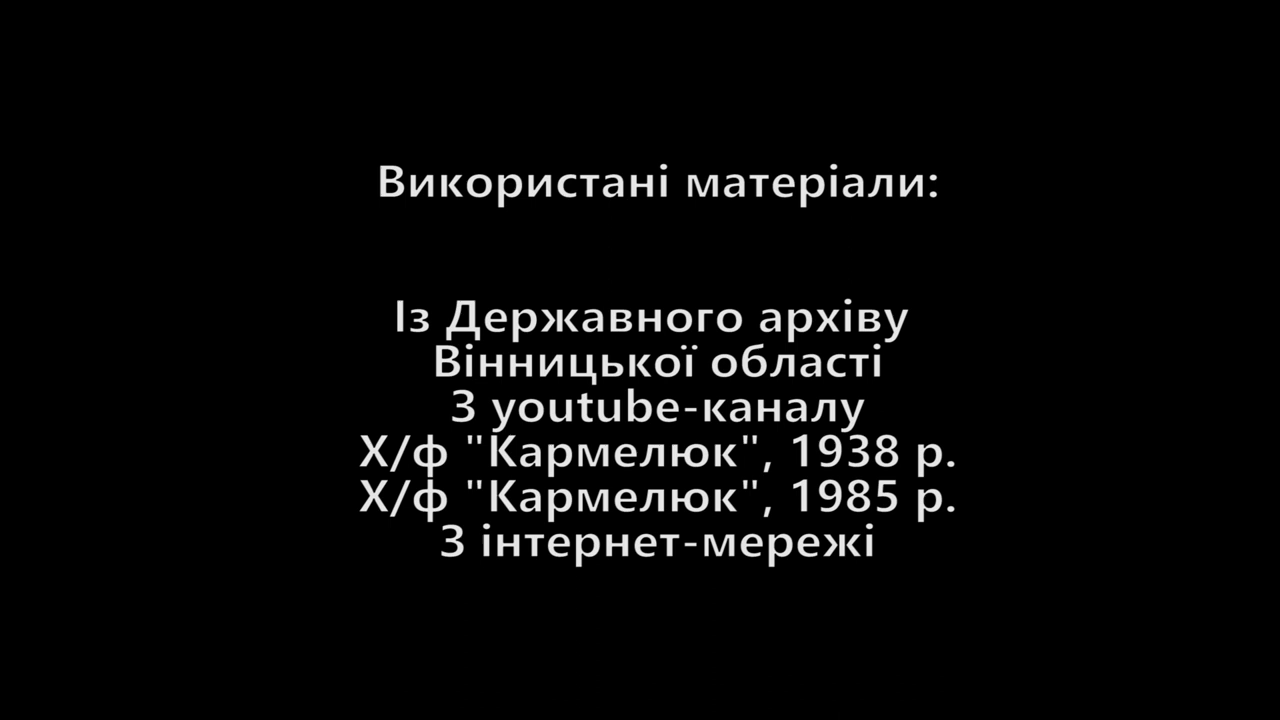 Використані матеріали:
Із Державного архіву
Вінницької області
З youtube-каналу
Х/ф "Кармелюк", 1938 р.
Х/ф "Кармелюк", 1985 р.
З інтернет-мережі